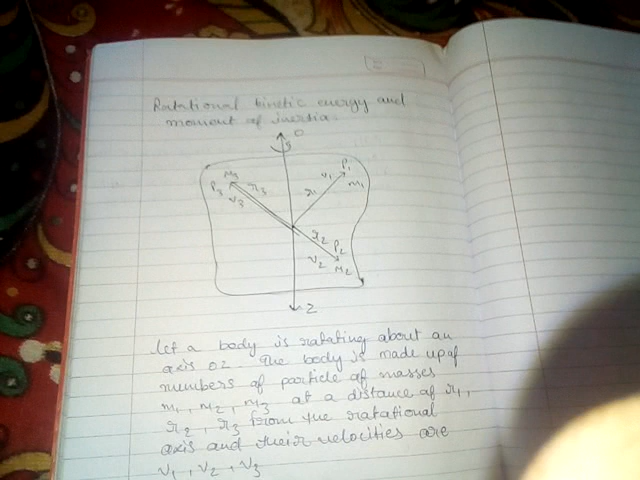 Rotational kinetic energy and
moment of inertia.
O
M3
P3
r3
v3
v1
P1
r1
m1
r2
P2
v2
M2
Z
Let a body is rotating about an
axis OZ. The body is made up of
numbers of particle of masses
m1, m2, m3 at a distance of r1,
r2, r3 from the rotational
axis and their velocities are
v1, v2, v3